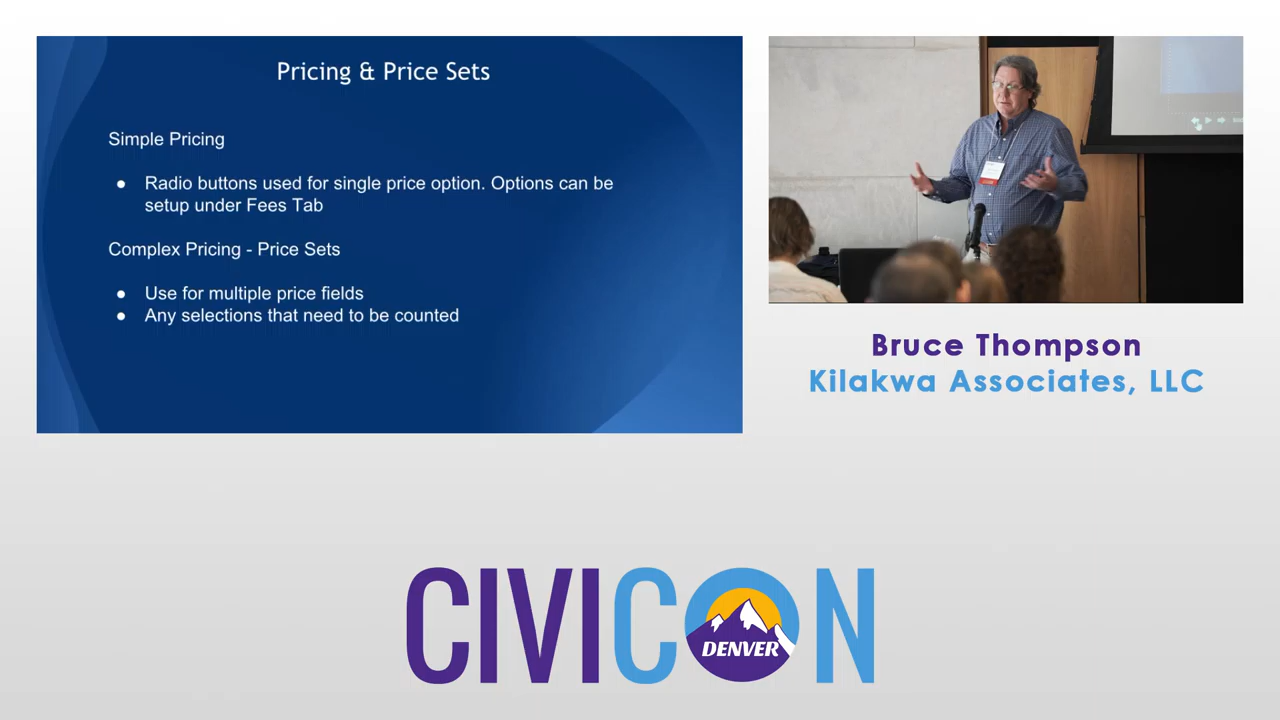 Pricing & Price Sets
Simple Pricing
● Radio buttons used for single price option. Options can be
setup under Fees Tab
Complex Pricing - Price Sets
● Use for multiple price fields
● Any selections that need to be counted
Bruce Thompson
Kilakwa Associates, LLC
CIVICON
DENVER